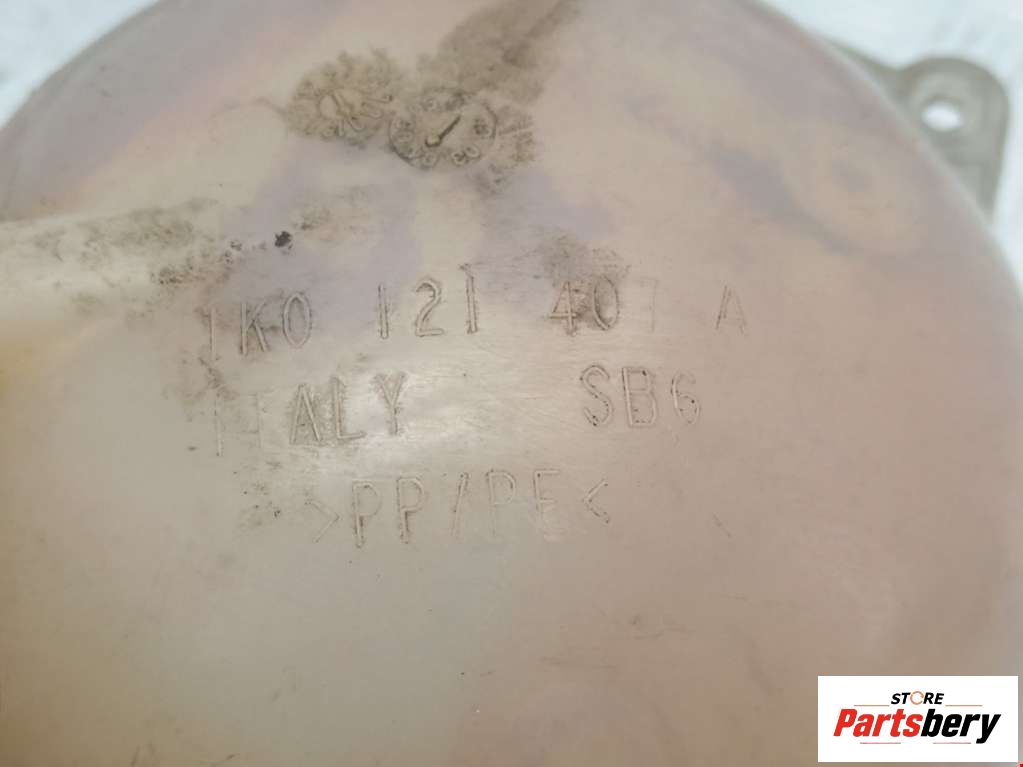 1K0 121 407 A
ITALY SB6
>PP/PE<
STORE
Partsbery